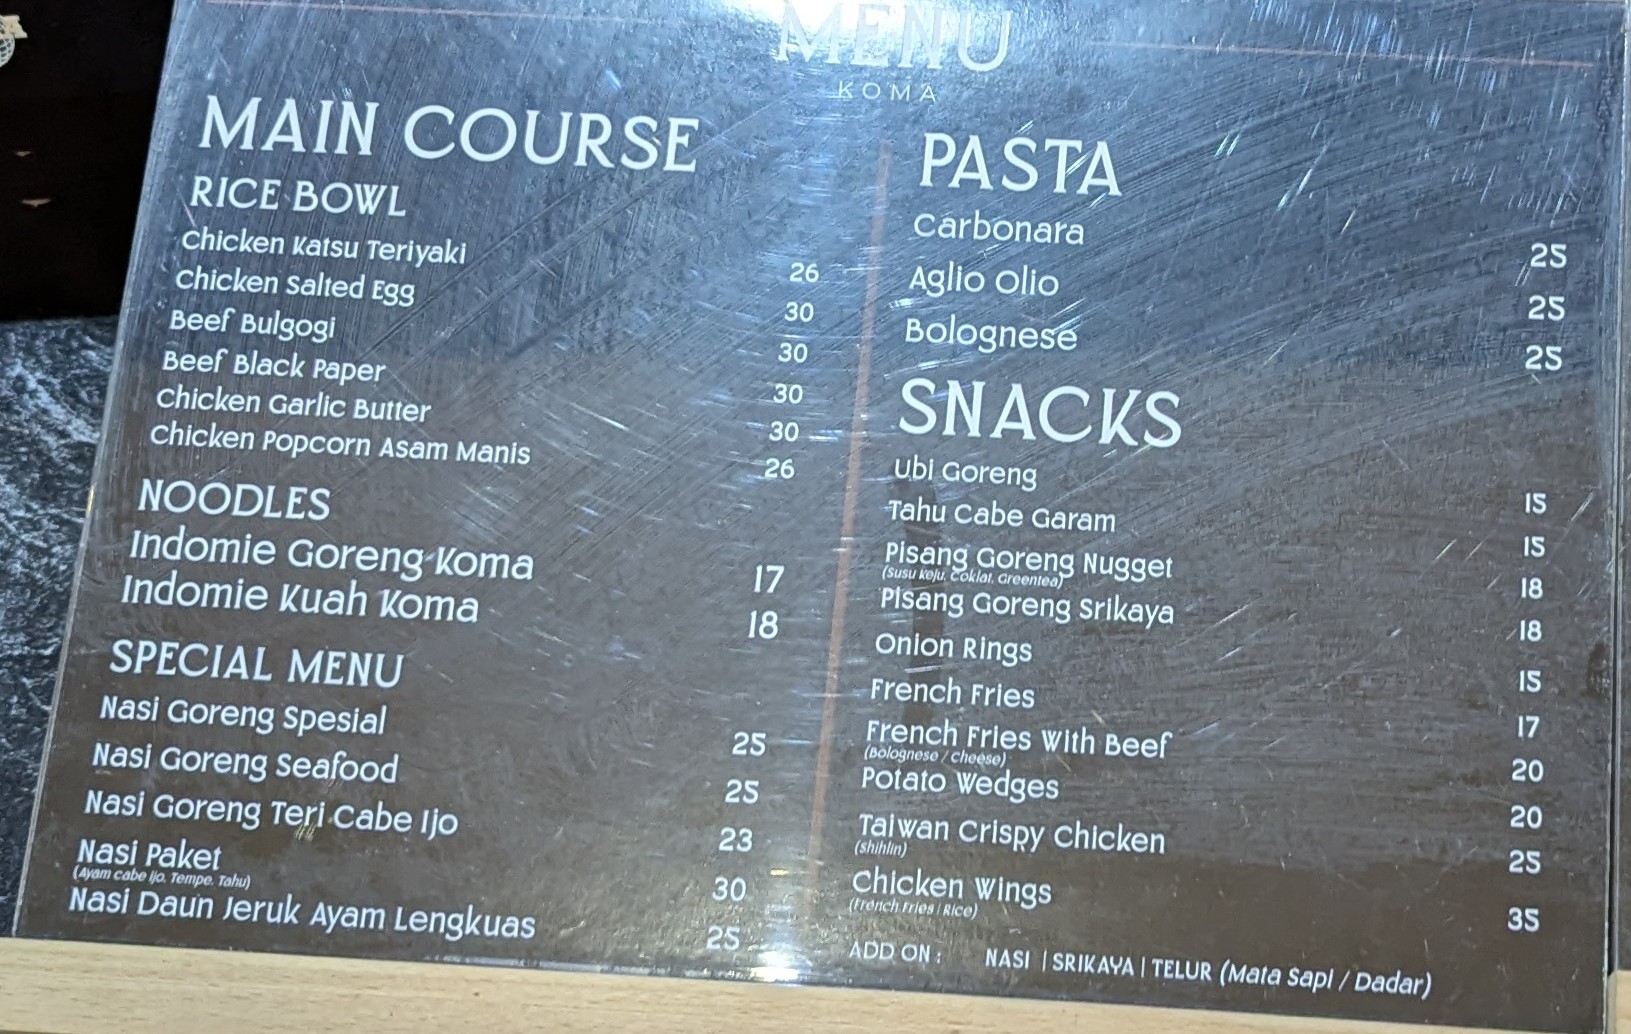 MENU
KOMA
MAIN COURSE
RICE BOWL
Chicken Katsu Teriyaki 26
Chicken Salted Egg 30
Beef Bulgogi 30
Beef Black Paper 30
Chicken Garlic Butter 30
Chicken Popcorn Asam Manis 26
NOODLES
Indomie Goreng Koma 17
Indomie Kuah Koma 18
SPECIAL MENU
Nasi Goreng Spesial 25
Nasi Goreng Seafood 25
Nasi Goreng Teri Cabe Ijo 23
Nasi Paket 30
(Ayam cabe Ijo, Tempe, Tahu)
Nasi Daun Jeruk Ayam Lengkuas 25
PASTA
Carbonara 25
Aglio Olio 25
Bolognese 25
SNACKS
Ubi Goreng 15
Tahu Cabe Garam 15
Pisang Goreng Nugget 18
(Susu Keju, Coklat, Greentea)
Pisang Goreng Srikaya 18
Onion Rings 15
French Fries 17
French Fries With Beef 20
(Bolognese / Cheese)
Potato Wedges 20
Taiwan Crispy Chicken 25
(Shihlin)
Chicken Wings 35
(French Fries | Rice)
ADD ON : NASI | SRIKAYA | TELUR (Mata Sapi / Dadar)